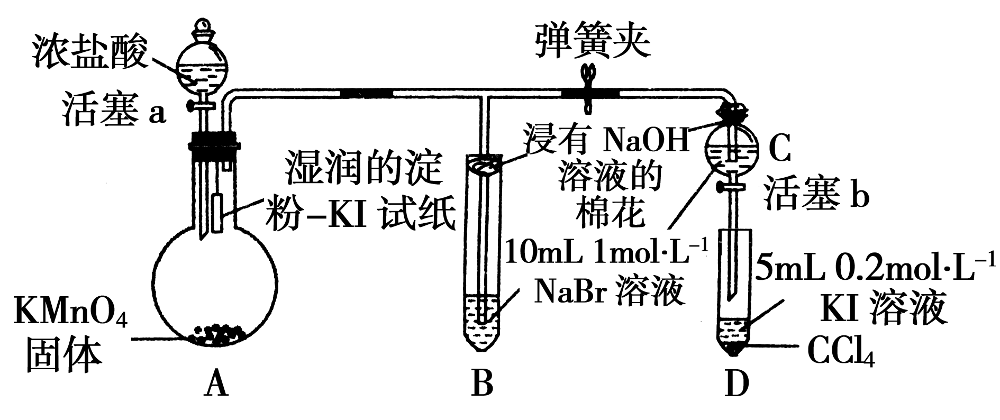 浓盐酸
活塞 a
弹簧夹
湿润的淀
粉–KI 试纸
浸有 NaOH
溶液的
棉花
C
活塞 b
10mL 1mol·L⁻¹
NaBr 溶液
5mL 0.2mol·L⁻¹
KI 溶液
CCl₄
KMnO₄
固体
A
B
D